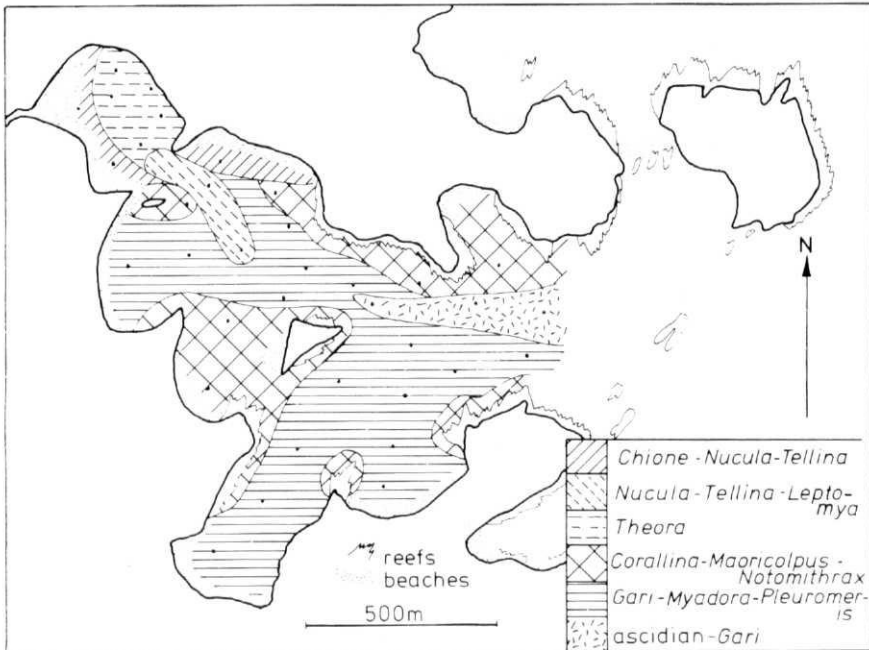 N
Chione-Nucula-Tellina
Nucula-Tellina-Lepto-
mya
Theora
Corallina-Maoricolpus-
Notomithrax
Gari-Myadora-Pleuromer-
is
ascidian-Gari
reefs
beaches
500m